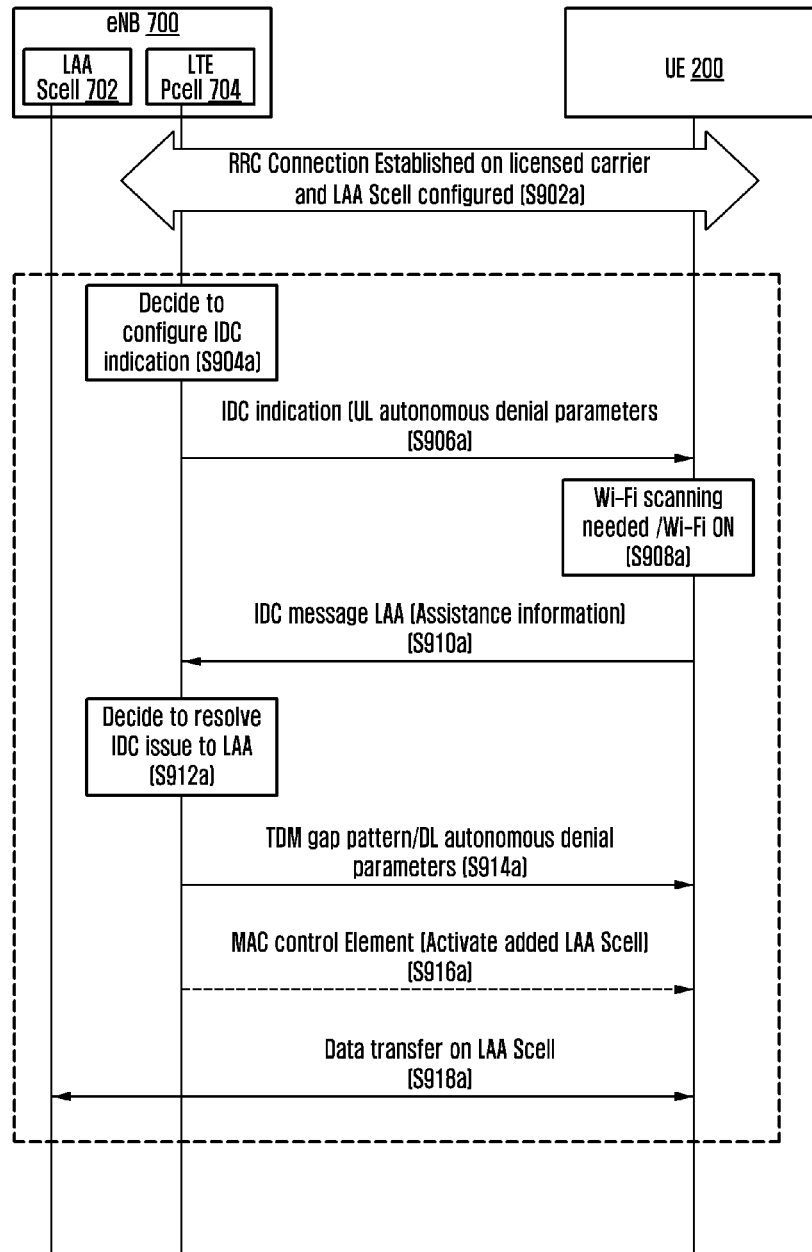 eNB 700
LAA
Scell 702
LTE
Pcell 704
UE 200
RRC Connection Established on licensed carrier
and LAA Scell configured (S902a)
Decide to
configure IDC
indication (S904a)
IDC indication (UL autonomous denial parameters
(S906a)
Wi-Fi scanning
needed /Wi-Fi ON
(S908a)
IDC message LAA (Assistance information)
(S910a)
Decide to resolve
IDC issue to LAA
(S912a)
TDM gap pattern/DL autonomous denial
parameters (S914a)
MAC control Element (Activate added LAA Scell)
(S916a)
Data transfer on LAA Scell
(S918a)